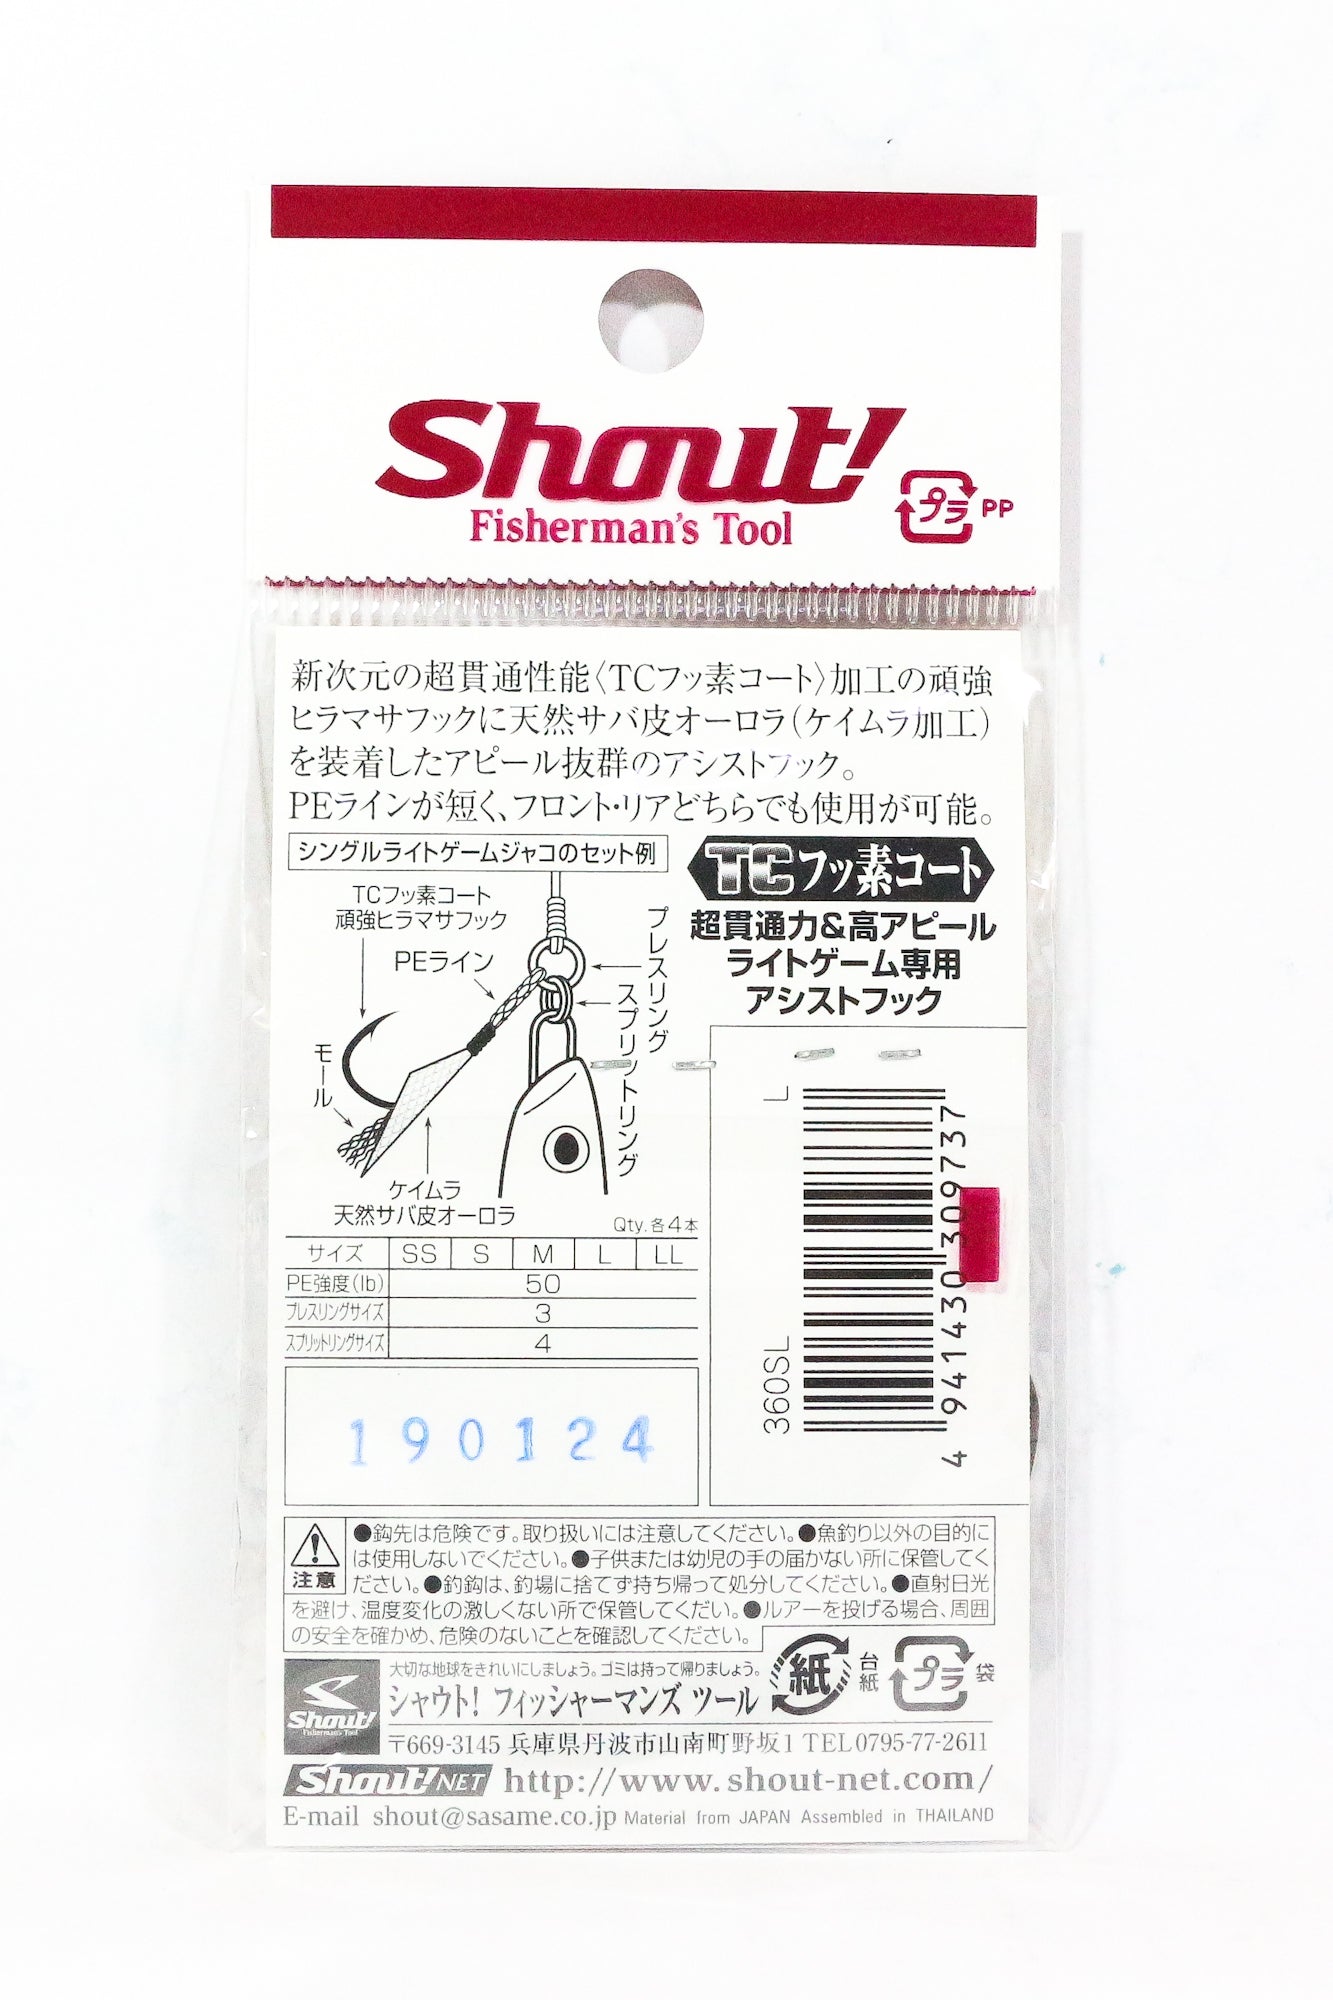 Shout!
Fisherman's Tool
プラ PP
新次元の超貫通性能〈TCフッ素コート〉加工の頑強
ヒラマサフックに天然サバ皮オーロラ(ケイムラ加工)
を装着したアピール抜群のアシストフック。
PEラインが短く、フロント・リアどちらでも使用が可能。
シングルライトゲームジャコのセット例
TCフッ素コート
頑強ヒラマサフック
PEライン
プレスリング
スプリットリング
モール
ケイムラ
天然サバ皮オーロラ
Qty.各4本
TCフッ素コート
超貫通力&高アピール
ライトゲーム専用
アシストフック
サイズ SS S M L LL
PE強度(lb) 50
プレスリングサイズ 3
スプリットリングサイズ 4
L
360SL
4 941430 309737
190124
注意
●鈎先は危険です。取り扱いには注意してください。●魚釣り以外の目的に
は使用しないでください。●子供または幼児の手の届かない所に保管してく
ださい。●釣鈎は、釣場に捨てず持ち帰って処分してください。●直射日光
を避け、温度変化の激しくない所で保管してくだい。●ルアーを投げる場合、周囲
の安全を確かめ、危険のないことを確認してください。
Shout!
Fisherman's Tool
大切な地球をきれいにしましょう。ゴミは持って帰りましょう。
シャウト! フィッシャーマンズ ツール
紙 台紙
プラ 袋
〒669-3145 兵庫県丹波市山南町野坂1 TEL0795-77-2611
Shout!NET http://www.shout-net.com/
E-mail shout@sasame.co.jp Material from JAPAN Assembled in THAILAND